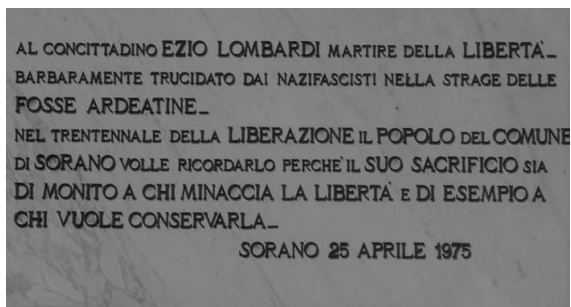 AL CONCITTADINO EZIO LOMBARDI MARTIRE DELLA LIBERTÀ_
BARBARAMENTE TRUCIDATO DAI NAZIFASCISTI NELLA STRAGE DELLE
FOSSE ARDEATINE_
NEL TRENTENNALE DELLA LIBERAZIONE IL POPOLO DEL COMUNE
DI SORANO VOLLE RICORDARLO PERCHÈ IL SUO SACRIFICIO SIA
DI MONITO A CHI MINACCIA LA LIBERTÀ E DI ESEMPIO A
CHI VUOLE CONSERVARLA_
SORANO 25 APRILE 1975